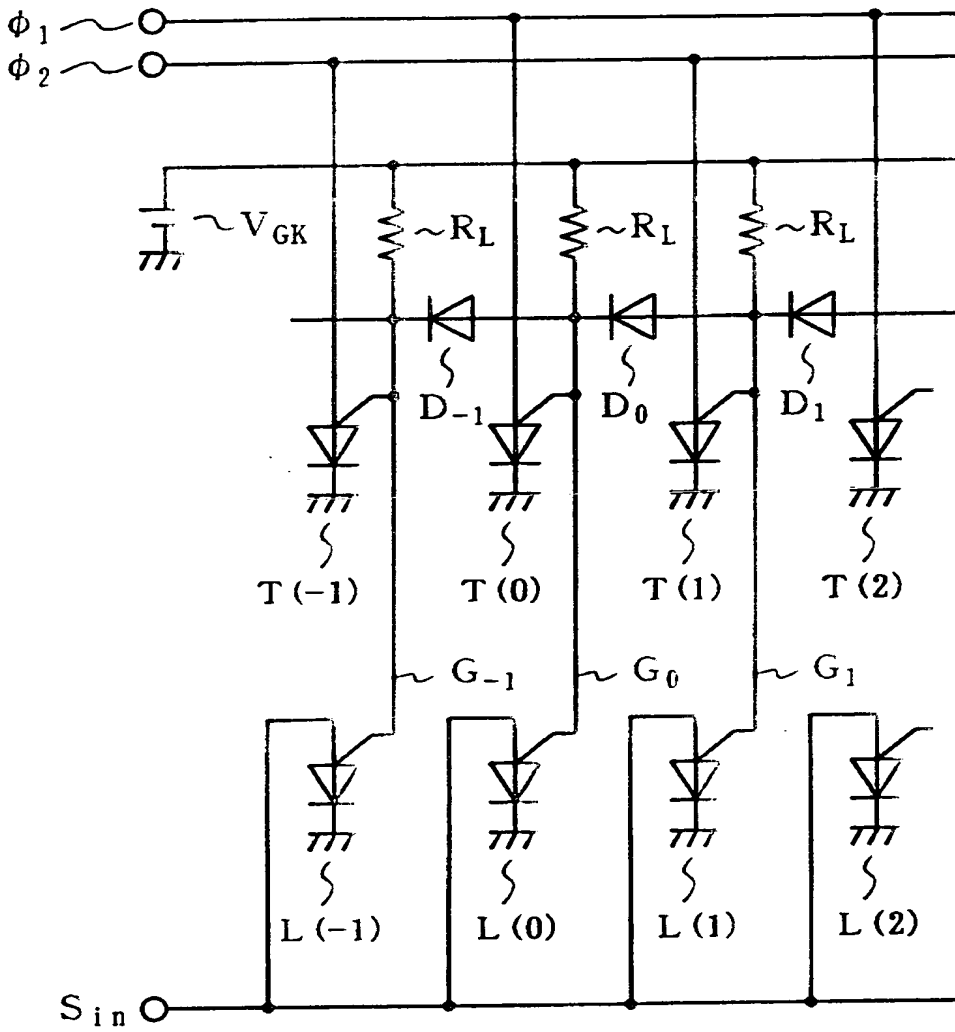 ϕ1
ϕ2
VGK
RL
RL
RL
D-1
D0
D1
T(-1)
T(0)
T(1)
T(2)
G-1
G0
G1
L(-1)
L(0)
L(1)
L(2)
Sin